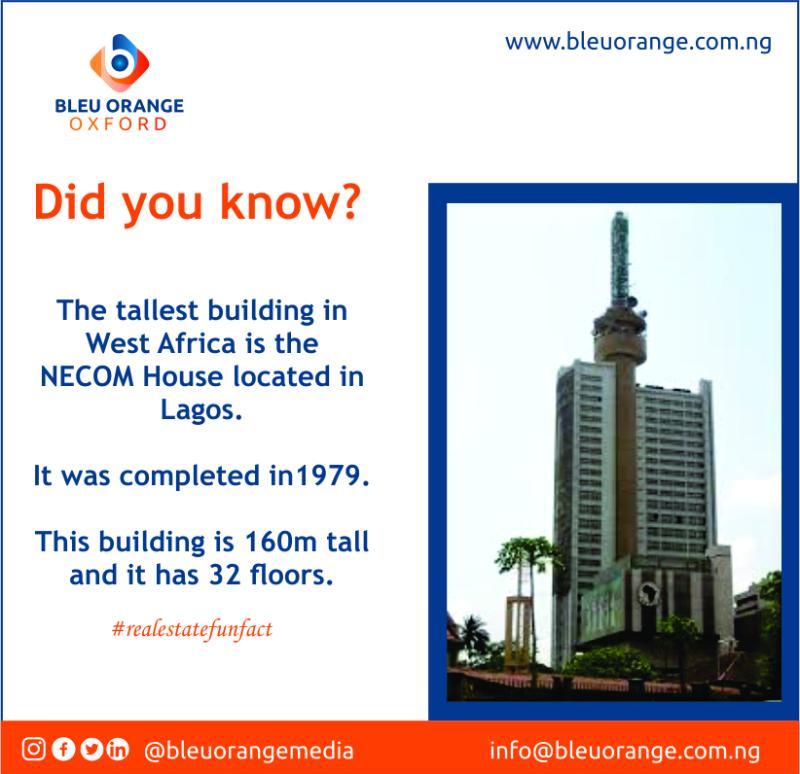 www.bleuorange.com.ng
b
BLEU ORANGE
OXFORD
Did you know?
The tallest building in
West Africa is the
NECOM House located in
Lagos.
It was completed in1979.
This building is 160m tall
and it has 32 floors.
#realestatefunfact
@bleuorangemedia
info@bleuorange.com.ng